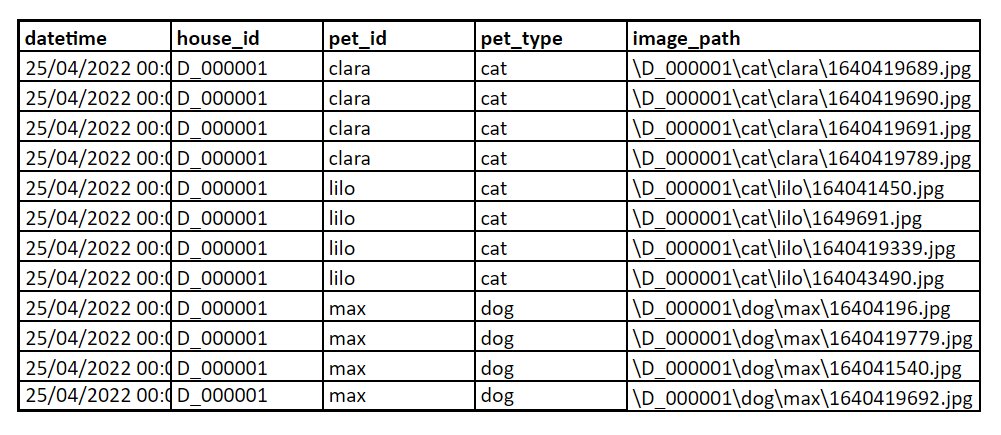 datetime house_id pet_id pet_type image_path
25/04/2022 00:0 D_000001 clara cat \D_000001\cat\clara\1640419689.jpg
25/04/2022 00:0 D_000001 clara cat \D_000001\cat\clara\1640419690.jpg
25/04/2022 00:0 D_000001 clara cat \D_000001\cat\clara\1640419691.jpg
25/04/2022 00:0 D_000001 clara cat \D_000001\cat\clara\1640419789.jpg
25/04/2022 00:0 D_000001 lilo cat \D_000001\cat\lilo\164041450.jpg
25/04/2022 00:0 D_000001 lilo cat \D_000001\cat\lilo\1649691.jpg
25/04/2022 00:0 D_000001 lilo cat \D_000001\cat\lilo\1640419339.jpg
25/04/2022 00:0 D_000001 lilo cat \D_000001\cat\lilo\164043490.jpg
25/04/2022 00:0 D_000001 max dog \D_000001\dog\max\16404196.jpg
25/04/2022 00:0 D_000001 max dog \D_000001\dog\max\1640419779.jpg
25/04/2022 00:0 D_000001 max dog \D_000001\dog\max\164041540.jpg
25/04/2022 00:0 D_000001 max dog \D_000001\dog\max\1640419692.jpg